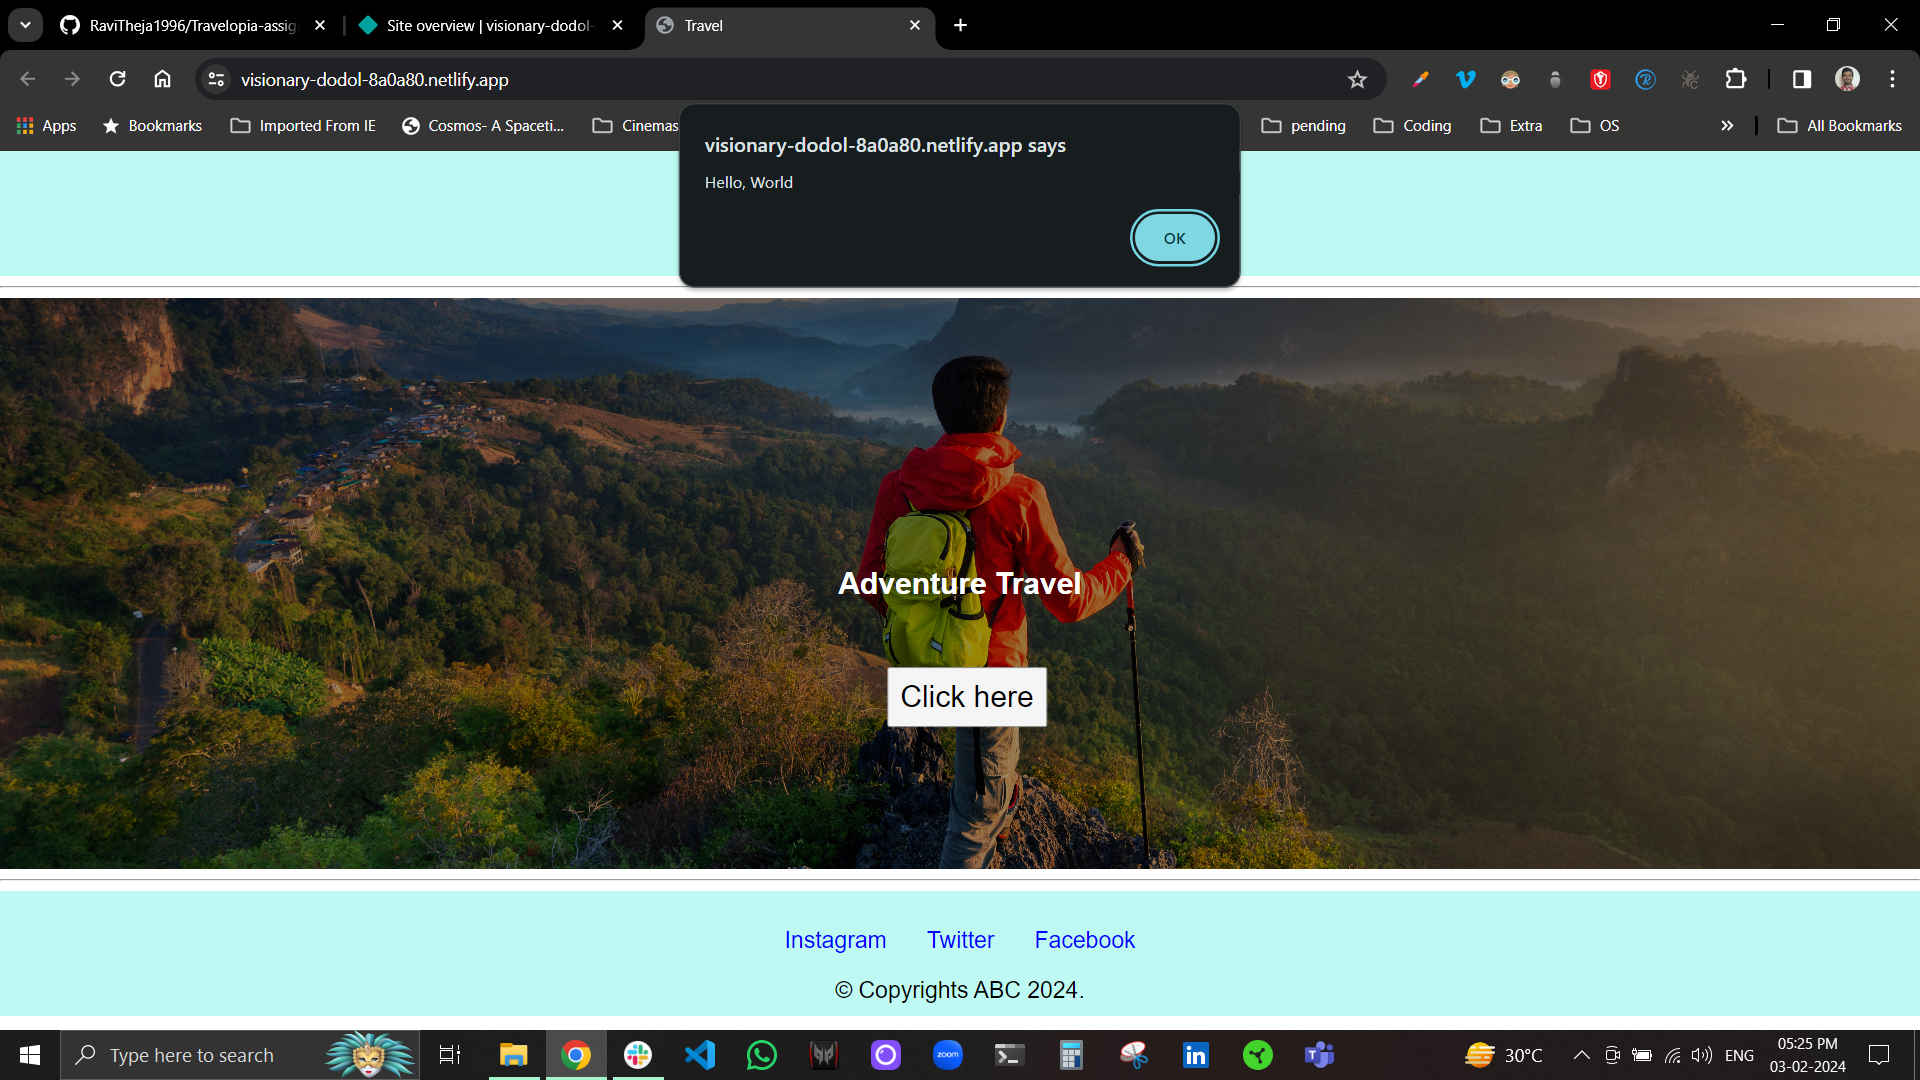 RaviTheja1996/Travelopia-assig
Site overview | visionary-dodol-
Travel
visionary-dodol-8a0a80.netlify.app
Apps
Bookmarks
Imported From IE
Cosmos- A Spaceti...
Cinemas
pending
Coding
Extra
OS
All Bookmarks
visionary-dodol-8a0a80.netlify.app says
Hello, World
OK
Adventure Travel
Click here
Instagram Twitter Facebook
© Copyrights ABC 2024.
Type here to search
zoom
30°C
ENG
05:25 PM
03-02-2024